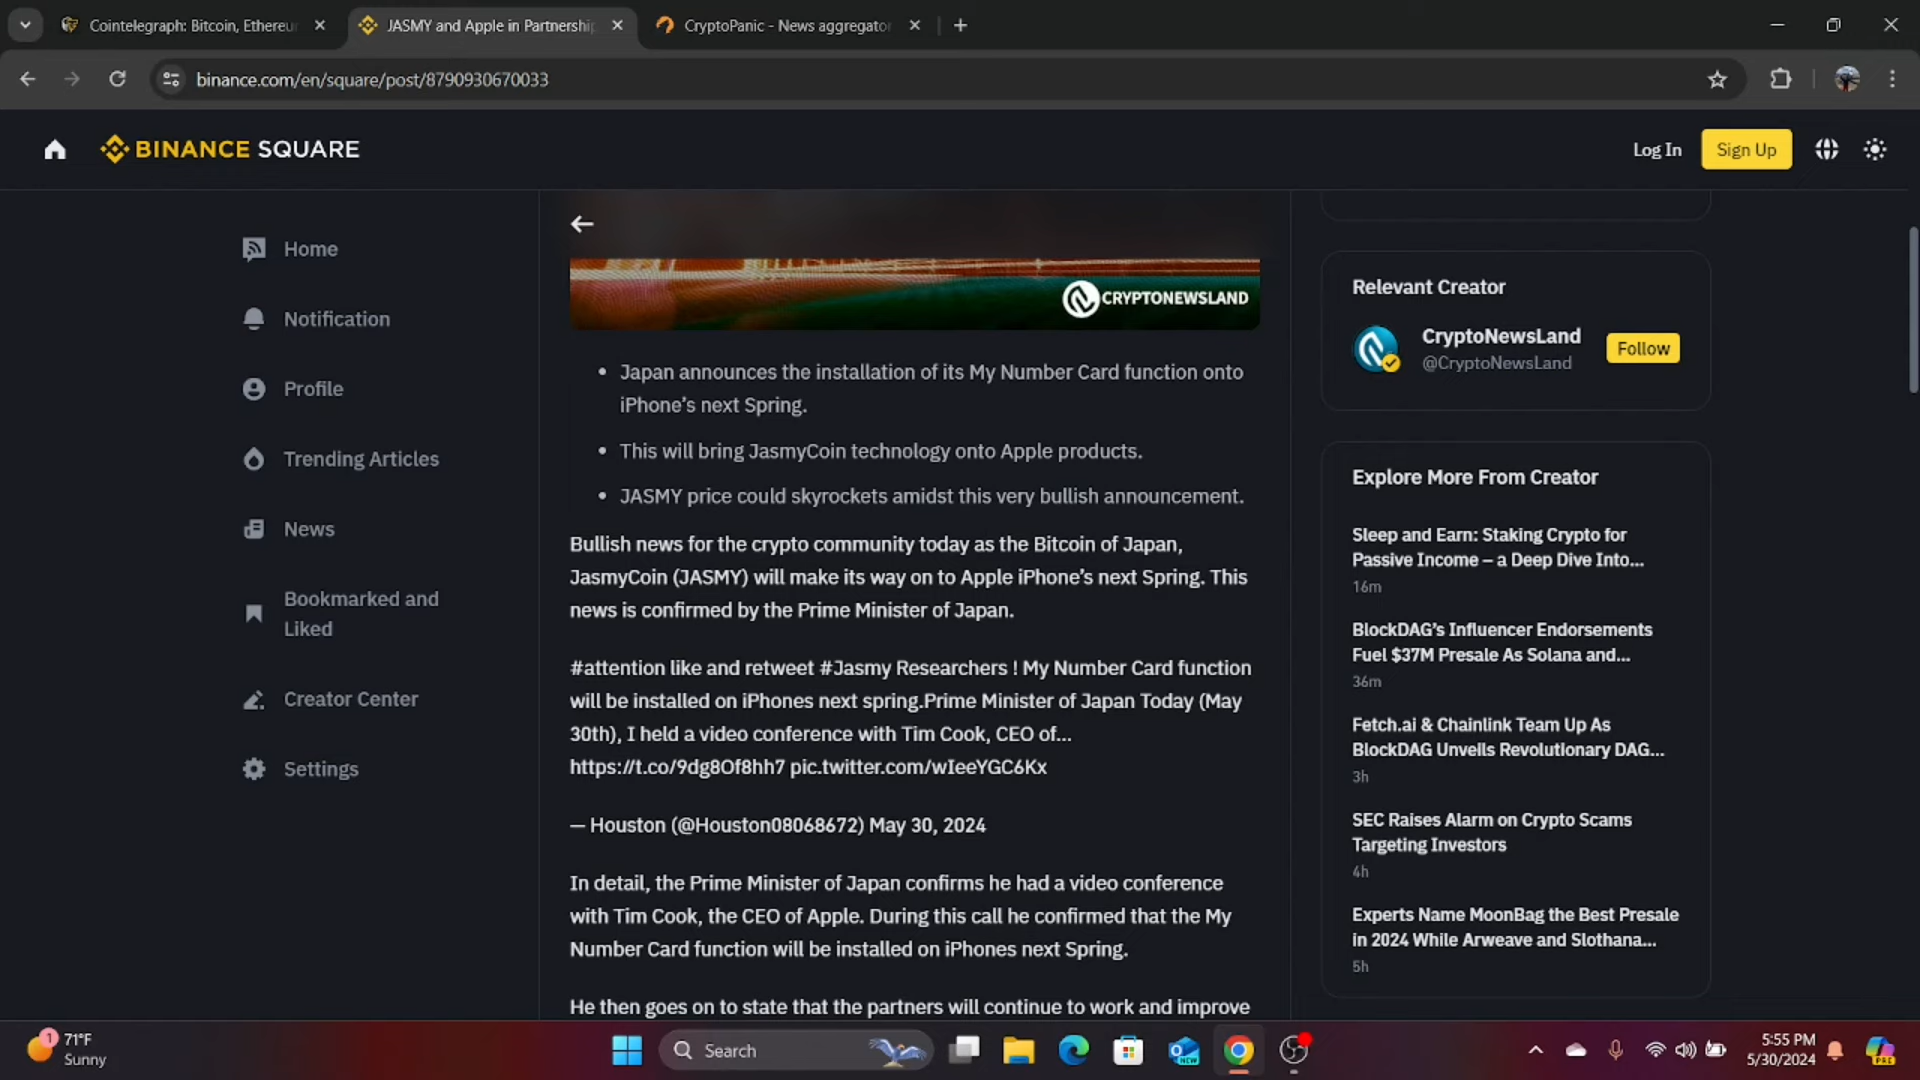 Cointelegraph: Bitcoin, Ethereu
JASMY and Apple in Partnershi
CryptoPanic - News aggregator
binance.com/en/square/post/8790930670033
BINANCE SQUARE
Log In
Sign Up
Home
Notification
Profile
Trending Articles
News
Bookmarked and
Liked
Creator Center
Settings
CRYPTONEWSLAND
• Japan announces the installation of its My Number Card function onto
iPhone’s next Spring.
• This will bring JasmyCoin technology onto Apple products.
• JASMY price could skyrockets amidst this very bullish announcement.
Bullish news for the crypto community today as the Bitcoin of Japan,
JasmyCoin (JASMY) will make its way on to Apple iPhone’s next Spring. This
news is confirmed by the Prime Minister of Japan.
#attention like and retweet #Jasmy Researchers ! My Number Card function
will be installed on iPhones next spring.Prime Minister of Japan Today (May
30th), I held a video conference with Tim Cook, CEO of...
https://t.co/9dg8Of8hh7 pic.twitter.com/wIeeYGC6Kx
— Houston (@Houston08068672) May 30, 2024
In detail, the Prime Minister of Japan confirms he had a video conference
with Tim Cook, the CEO of Apple. During this call he confirmed that the My
Number Card function will be installed on iPhones next Spring.
He then goes on to state that the partners will continue to work and improve
Relevant Creator
CryptoNewsLand
@CryptoNewsLand
Follow
Explore More From Creator
Sleep and Earn: Staking Crypto for
Passive Income – a Deep Dive Into...
16m
BlockDAG’s Influencer Endorsements
Fuel $37M Presale As Solana and...
36m
Fetch.ai & Chainlink Team Up As
BlockDAG Unveils Revolutionary DAG...
3h
SEC Raises Alarm on Crypto Scams
Targeting Investors
4h
Experts Name MoonBag the Best Presale
in 2024 While Arweave and Slothana...
5h
1
71°F
Sunny
Search
NEW
5:55 PM
5/30/2024
PRE